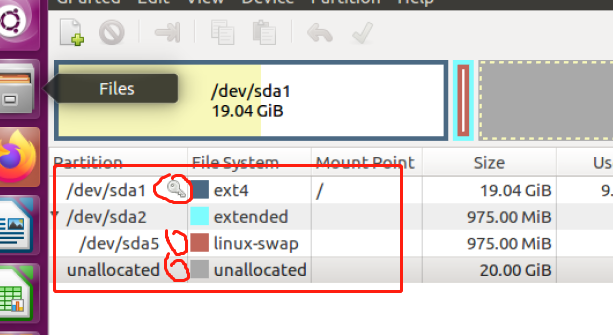 GParted Edit View Device Partition Help
Files
/dev/sda1
19.04 GiB
Partition File System Mount Point Size Us
/dev/sda1 ext4 / 19.04 GiB 9.
/dev/sda2 extended 975.00 MiB
/dev/sda5 linux-swap 975.00 MiB
unallocated unallocated 20.00 GiB